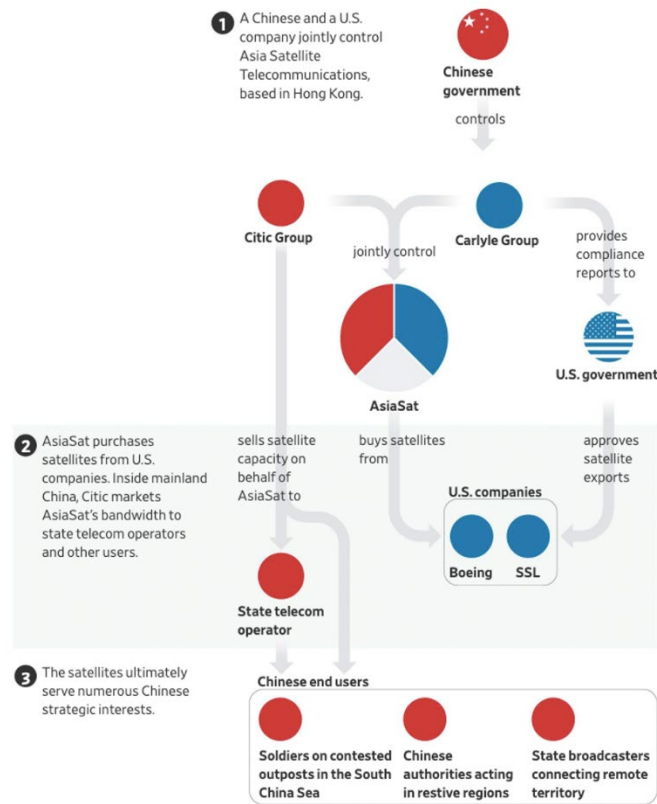 1 A Chinese and a U.S.
company jointly control
Asia Satellite
Telecommunications,
based in Hong Kong.
Chinese
government
controls
Citic Group
jointly control
Carlyle Group
provides
compliance
reports to
AsiaSat
U.S. government
2 AsiaSat purchases
satellites from U.S.
companies. Inside mainland
China, Citic markets
AsiaSat's bandwidth to
state telecom operators
and other users.
sells satellite
capacity on
behalf of
AsiaSat to
buys satellites
from
approves
satellite
exports
U.S. companies
Boeing
SSL
State telecom
operator
3 The satellites ultimately
serve numerous Chinese
strategic interests.
Chinese end users
Soldiers on contested
outposts in the South
China Sea
Chinese
authorities acting
in restive regions
State broadcasters
connecting remote
territory